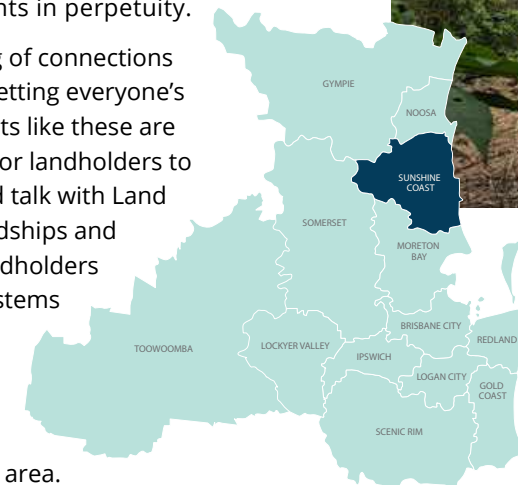 nts in perpetuity.
g of connections
etting everyone's
ts like these are
or landholders to
d talk with Land
dships and
dholders
stems
area.
GYMPIE
NOOSA
SUNSHINE
COAST
SOMERSET
MORETON
BAY
BRISBANE CITY
REDLAND
TOOWOOMBA
LOCKYER VALLEY
IPSWICH
LOGAN CITY
GOLD
COAST
SCENIC RIM